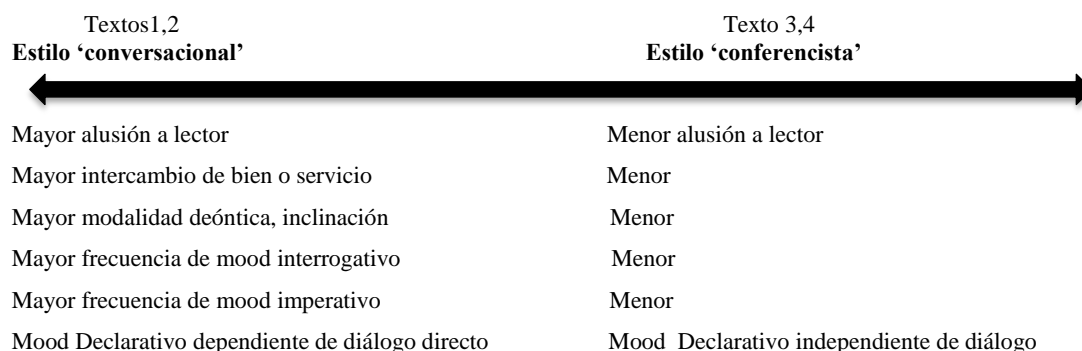 Textos1,2 Texto 3,4
Estilo ‘conversacional’ Estilo ‘conferencista’
Mayor alusión a lector Menor alusión a lector
Mayor intercambio de bien o servicio Menor
Mayor modalidad deóntica, inclinación Menor
Mayor frecuencia de mood interrogativo Menor
Mayor frecuencia de mood imperativo Menor
Mood Declarativo dependiente de diálogo directo Mood Declarativo independiente de diálogo